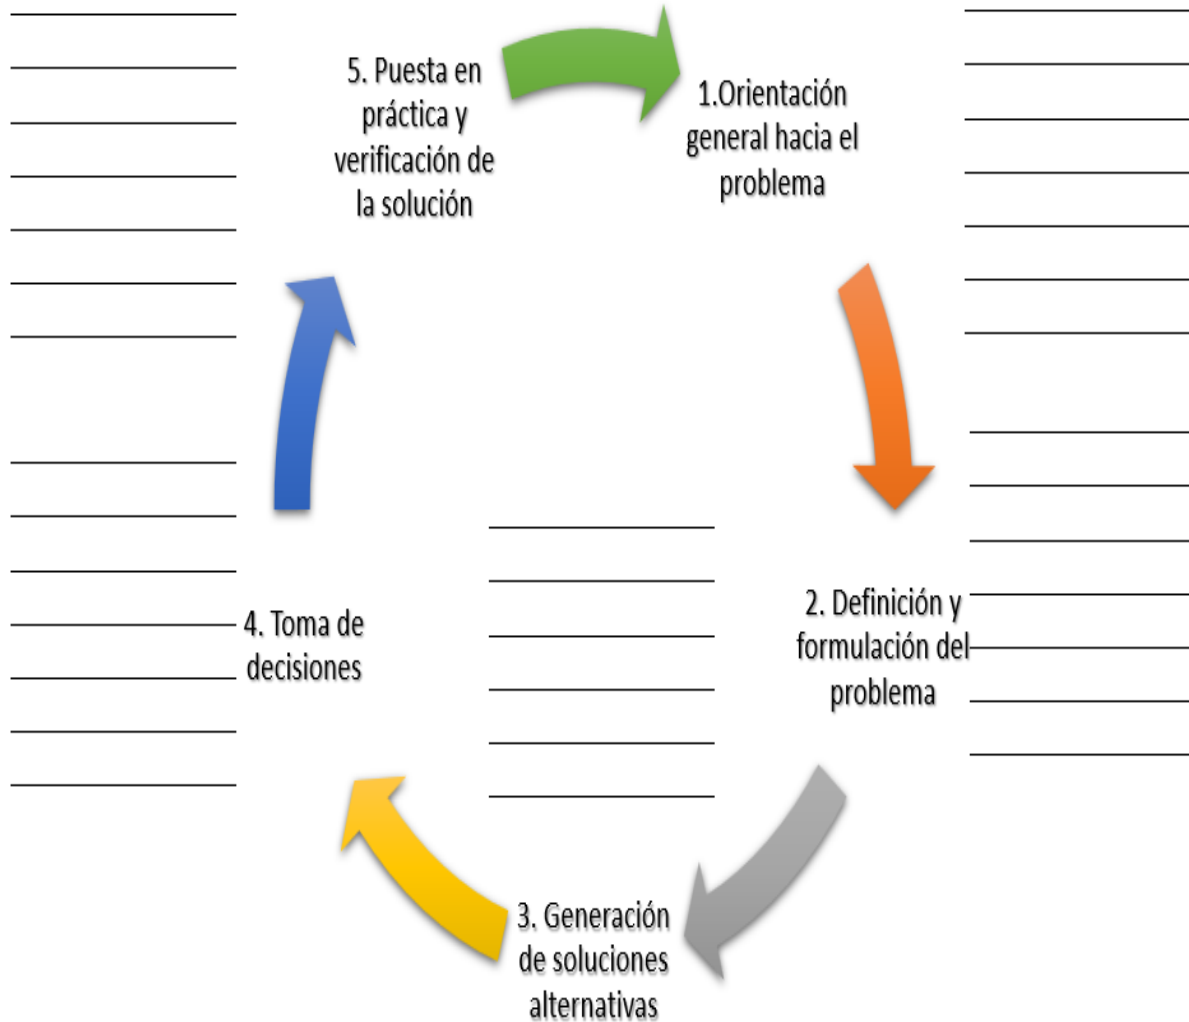 1.Orientación
general hacia el
problema
2. Definición y
formulación del
problema
3. Generación
de soluciones
alternativas
4. Toma de
decisiones
5. Puesta en
práctica y
verificación de
la solución